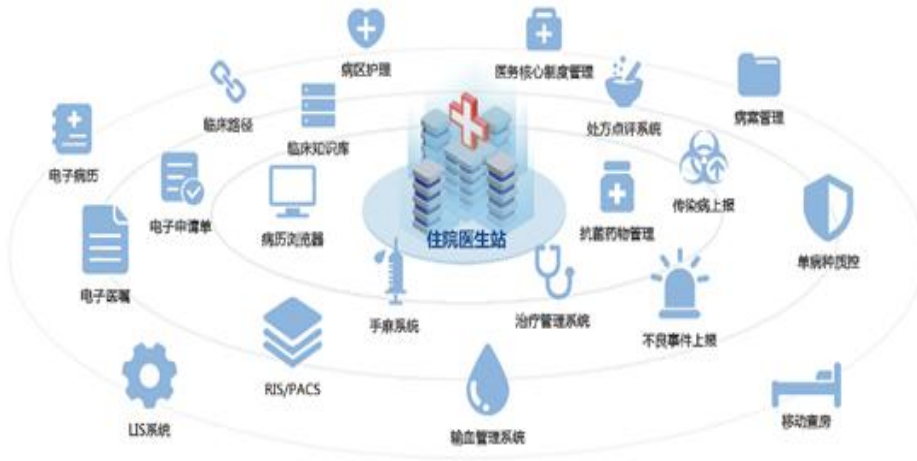 病区护理
医务核心制度管理
临床路径
临床知识库
处方点评系统
病案管理
电子病历
电子申请单
病历浏览器
住院医生站
抗菌药物管理
传染病上报
单病种质控
电子医嘱
手麻系统
治疗管理系统
不良事件上报
RIS/PACS
LIS系统
输血管理系统
移动查房